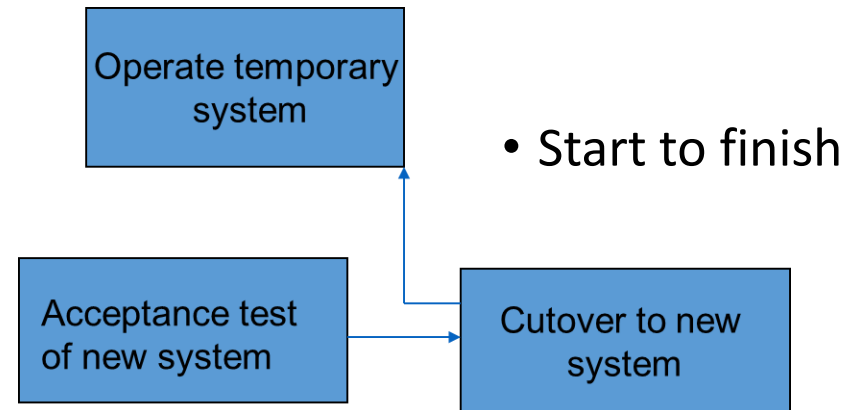 Operate temporary
system
• Start to finish
Acceptance test
of new system
Cutover to new
system